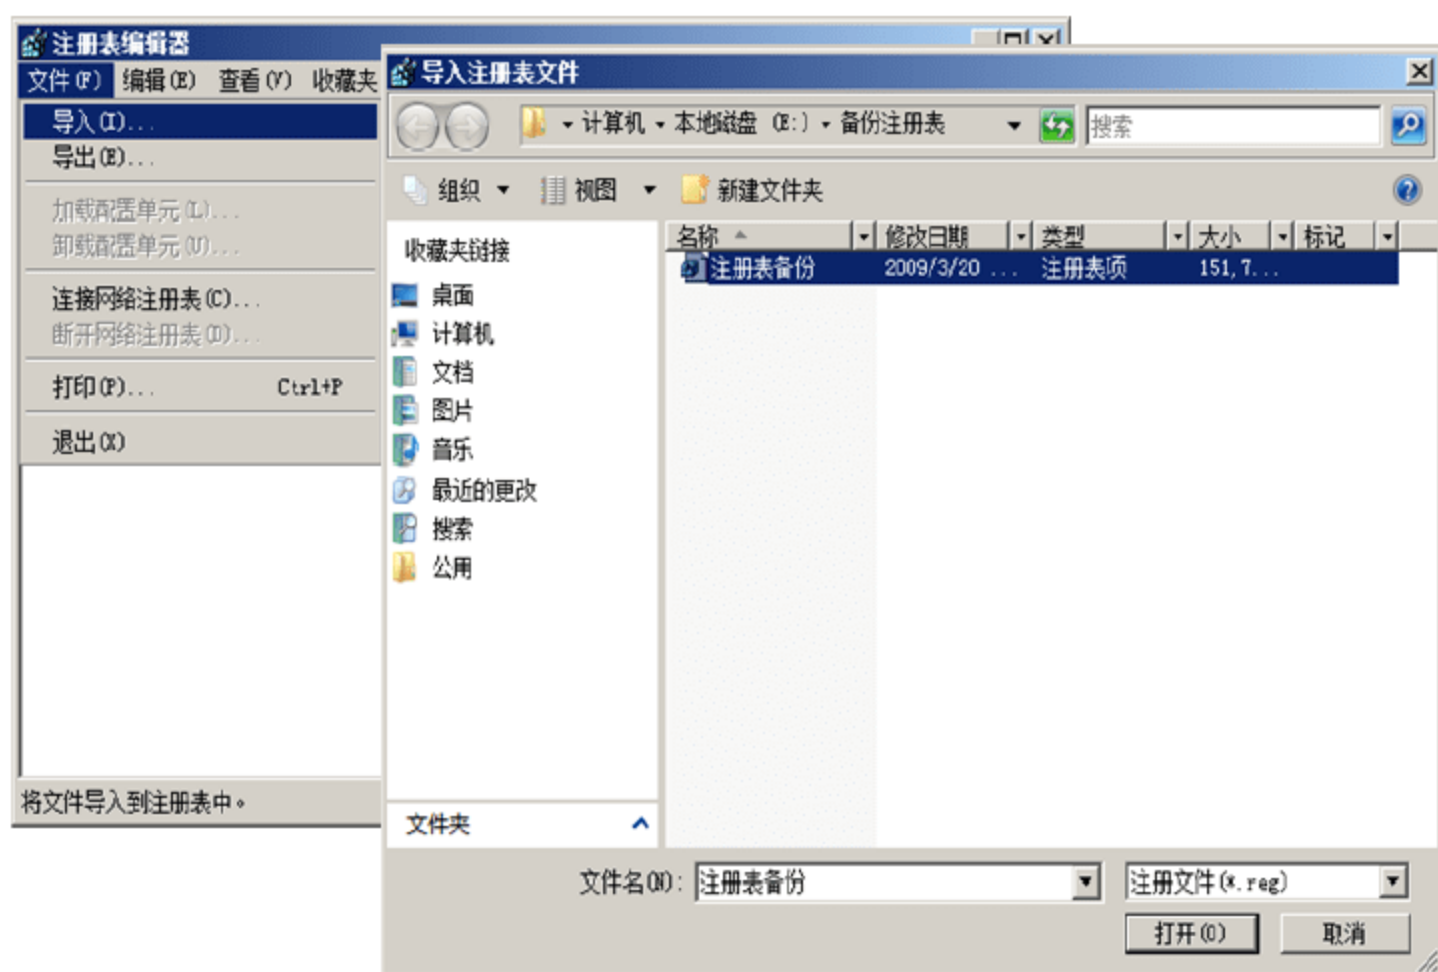 注册表编辑器
文件(F) 编辑(E) 查看(V) 收藏夹
导入(I)...
导出(E)...
加载配置单元(L)...
卸载配置单元(U)...
连接网络注册表(C)...
断开网络注册表(D)...
打印(P)... Ctrl+P
退出(X)
将文件导入到注册表中。
导入注册表文件
计算机 本地磁盘 (E:) 备份注册表 搜索
组织 视图 新建文件夹
收藏夹链接
桌面
计算机
文档
图片
音乐
最近的更改
搜索
公用
文件夹
名称 修改日期 类型 大小 标记
注册表备份 2009/3/20 ... 注册表项 151,7...
文件名(N): 注册表备份 注册文件(*.reg)
打开(O) 取消